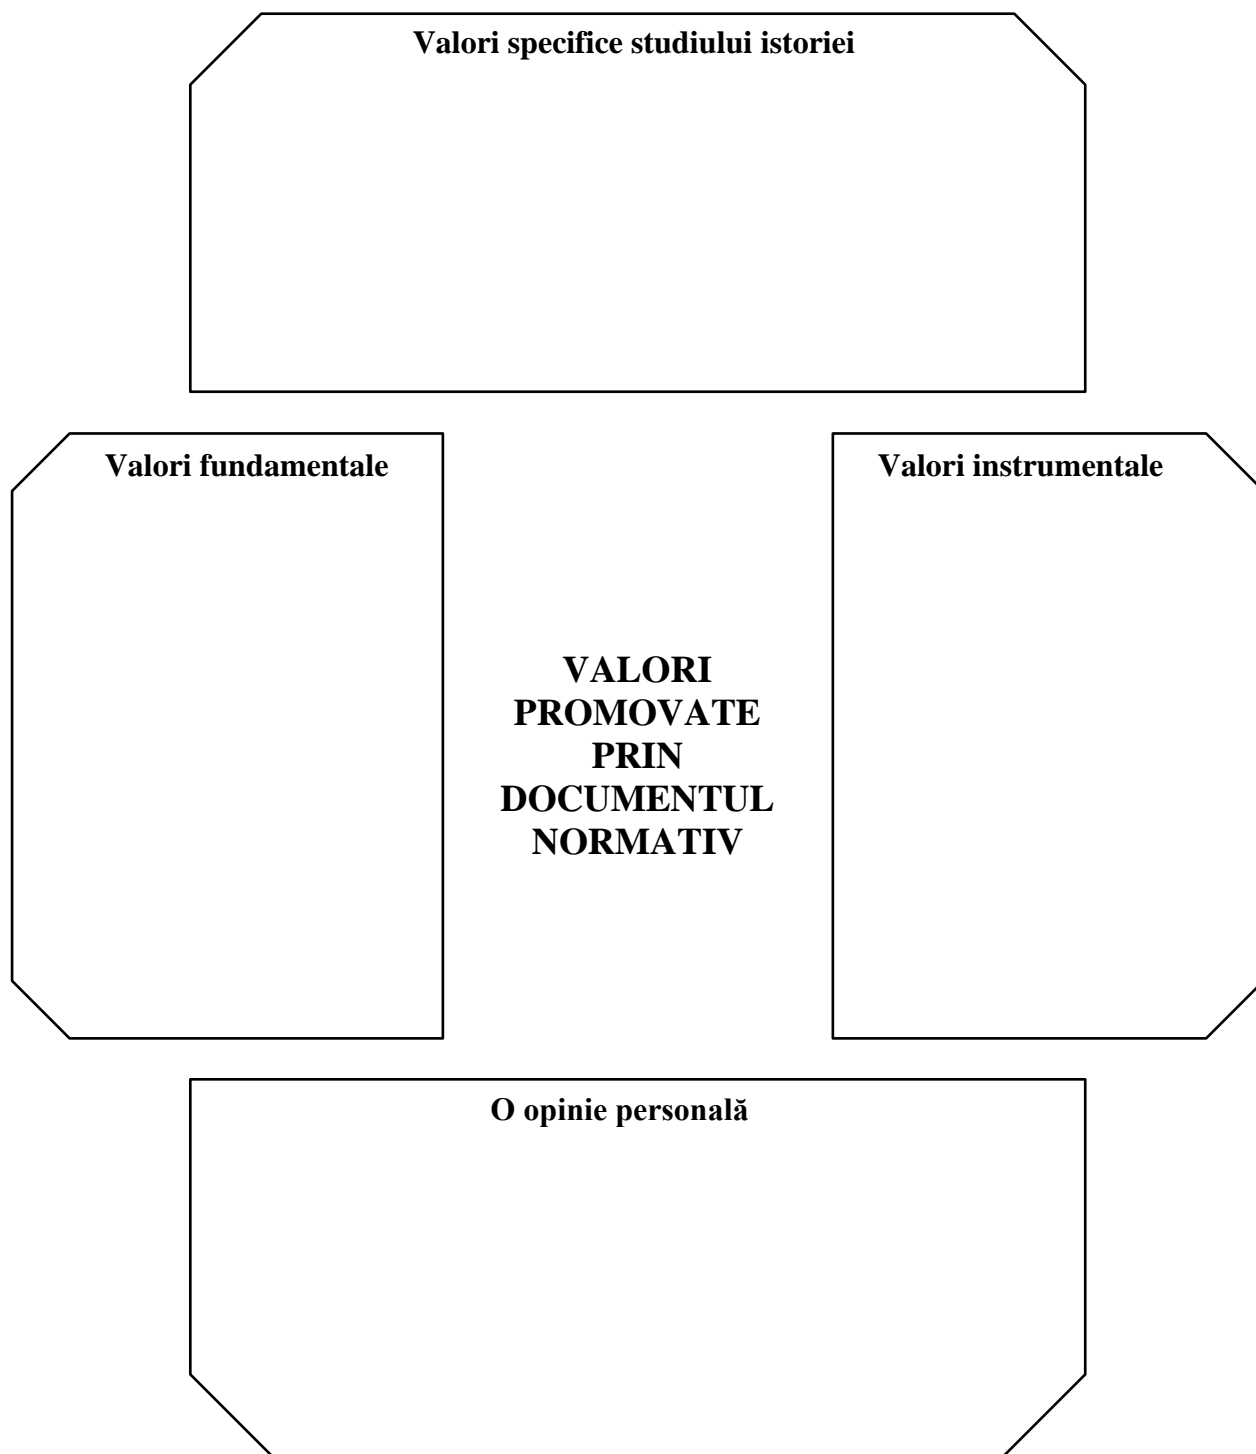 Valori specifice studiului istoriei
Valori fundamentale
Valori instrumentale
VALORI
PROMOVATE
PRIN
DOCUMENTUL
NORMATIV
O opinie personală